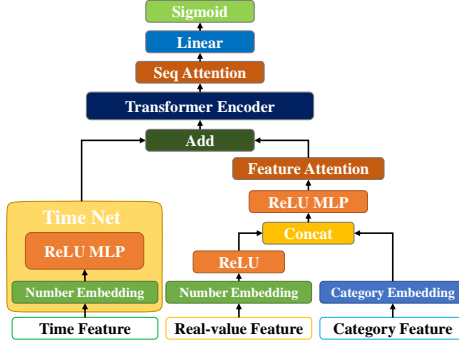 Sigmoid
Linear
Seq Attention
Transformer Encoder
Add
Feature Attention
Time Net
ReLU MLP
Concat
ReLU MLP
ReLU
Number Embedding
Number Embedding
Category Embedding
Time Feature
Real-value Feature
Category Feature